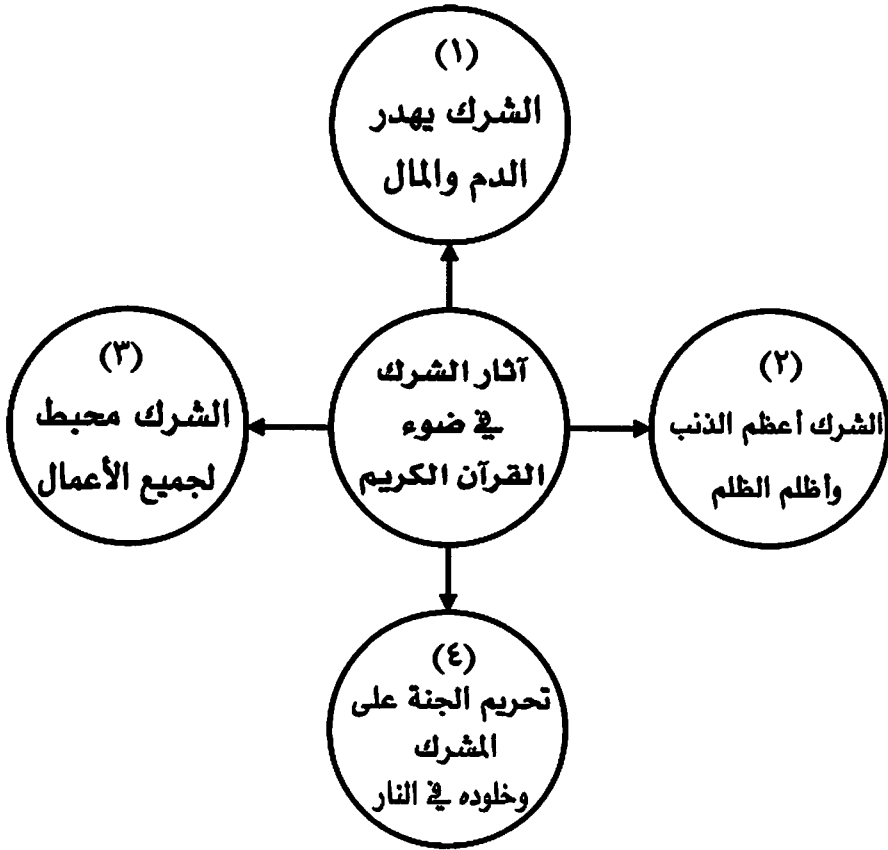 (١)
الشرك يهدر
الدم والمال
آثار الشرك
في ضوء
القرآن الكريم
(٢)
الشرك أعظم الذنب
وأظلم الظلم
(٣)
الشرك محبط
لجميع الأعمال
(٤)
تحريم الجنة على
المشرك
وخلوده في النار